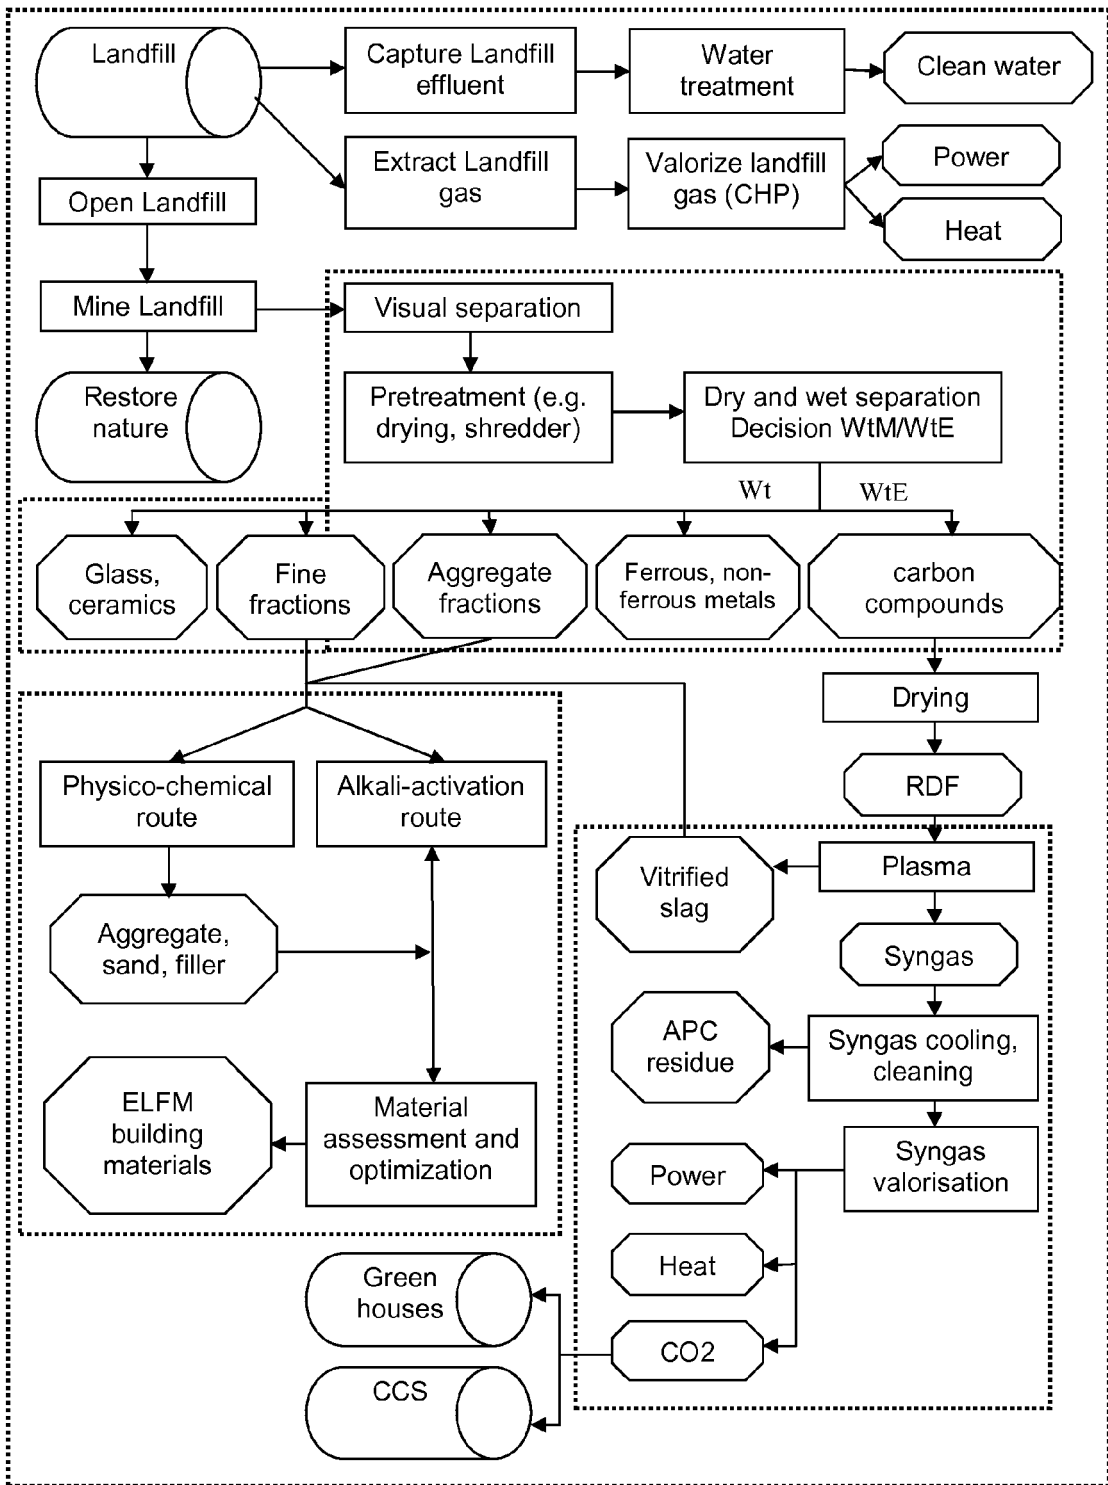 Landfill
Capture Landfill
effluent
Water
treatment
Clean water
Extract Landfill
gas
Valorize landfill
gas (CHP)
Power
Heat
Open Landfill
Mine Landfill
Visual separation
Restore
nature
Pretreatment (e.g.
drying, shredder)
Dry and wet separation
Decision WtM/WtE
Wt
WtE
Glass,
ceramics
Fine
fractions
Aggregate
fractions
Ferrous, non-
ferrous metals
carbon
compounds
Drying
RDF
Physico-chemical
route
Alkali-activation
route
Vitrified
slag
Plasma
Aggregate,
sand, filler
Syngas
APC
residue
Syngas cooling,
cleaning
ELFM
building
materials
Material
assessment and
optimization
Power
Syngas
valorisation
Heat
Green
houses
CO2
CCS